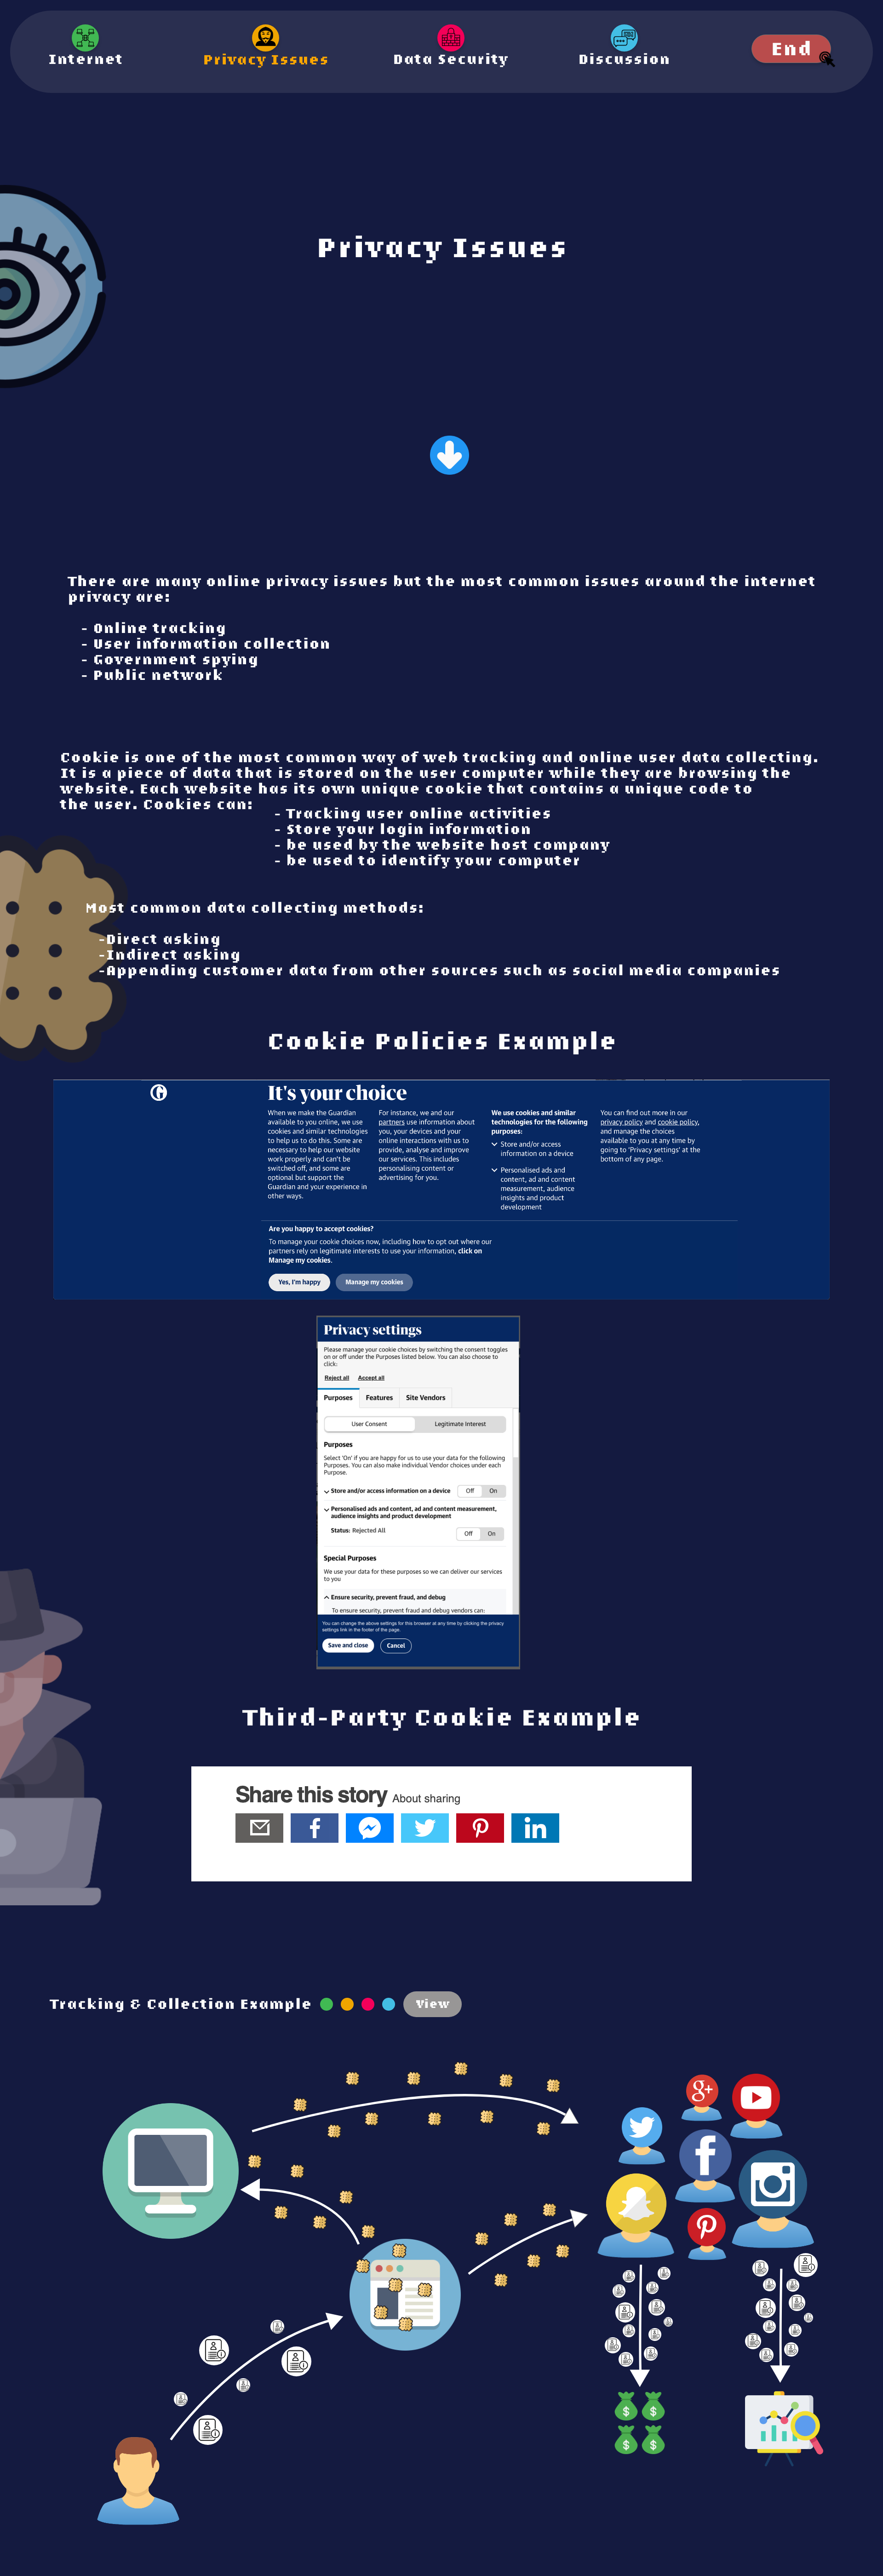 Internet
Privacy Issues
Data Security
Discussion
End
Privacy Issues
There are many online privacy issues but the most common issues around the internet
privacy are:
- Online tracking
- User information collection
- Government spying
- Public network
Cookie is one of the most common way of web tracking and online user data collecting.
It is a piece of data that is stored on the user computer while they are browsing the
website. Each website has its own unique cookie that contains a unique code to
the user. Cookies can:
- Tracking user online activities
- Store your login information
- be used by the website host company
- be used to identify your computer
Most common data collecting methods:
-Direct asking
-Indirect asking
-Appending customer data from other sources such as social media companies
Cookie Policies Example
It's your choice
When we make the Guardian
available to you online, we use
cookies and similar technologies
to help us to do this. Some are
necessary to help our website
work properly and can't be
switched off, and some are
optional but support the
Guardian and your experience in
other ways.
For instance, we and our
partners use information about
you, your devices and your
online interactions with us to
provide, analyse and improve
our services. This includes
personalising content or
advertising for you.
We use cookies and similar
technologies for the following
purposes:
Store and/or access
information on a device
Personalised ads and
content, ad and content
measurement, audience
insights and product
development
You can find out more in our
privacy policy and cookie policy,
and manage the choices
available to you at any time by
going to 'Privacy settings' at the
bottom of any page.
Are you happy to accept cookies?
To manage your cookie choices now, including how to opt out where our
partners rely on legitimate interests to use your information, click on
Manage my cookies.
Yes, I'm happy
Manage my cookies
Privacy settings
Please manage your cookie choices by switching the consent toggles
on or off under the Purposes listed below. You can also choose to
click:
Reject all Accept all
Purposes Features Site Vendors
User Consent Legitimate Interest
Purposes
Select 'On' if you are happy for us to use your data for the following
Purposes. You can also make individual Vendor choices under each
Purpose.
Store and/or access information on a device Off On
Personalised ads and content, ad and content measurement,
audience insights and product development
Status: Rejected All Off On
Special Purposes
We use your data for these purposes so we can deliver our services
to you
Ensure security, prevent fraud, and debug
To ensure security, prevent fraud and debug vendors can:
You can change the above settings for this browser at any time by clicking the privacy
settings link in the footer of the page.
Save and close Cancel
Third-Party Cookie Example
Share this story About sharing
f
in
Tracking & Collection Example
View
g+
f
$ $
$ $